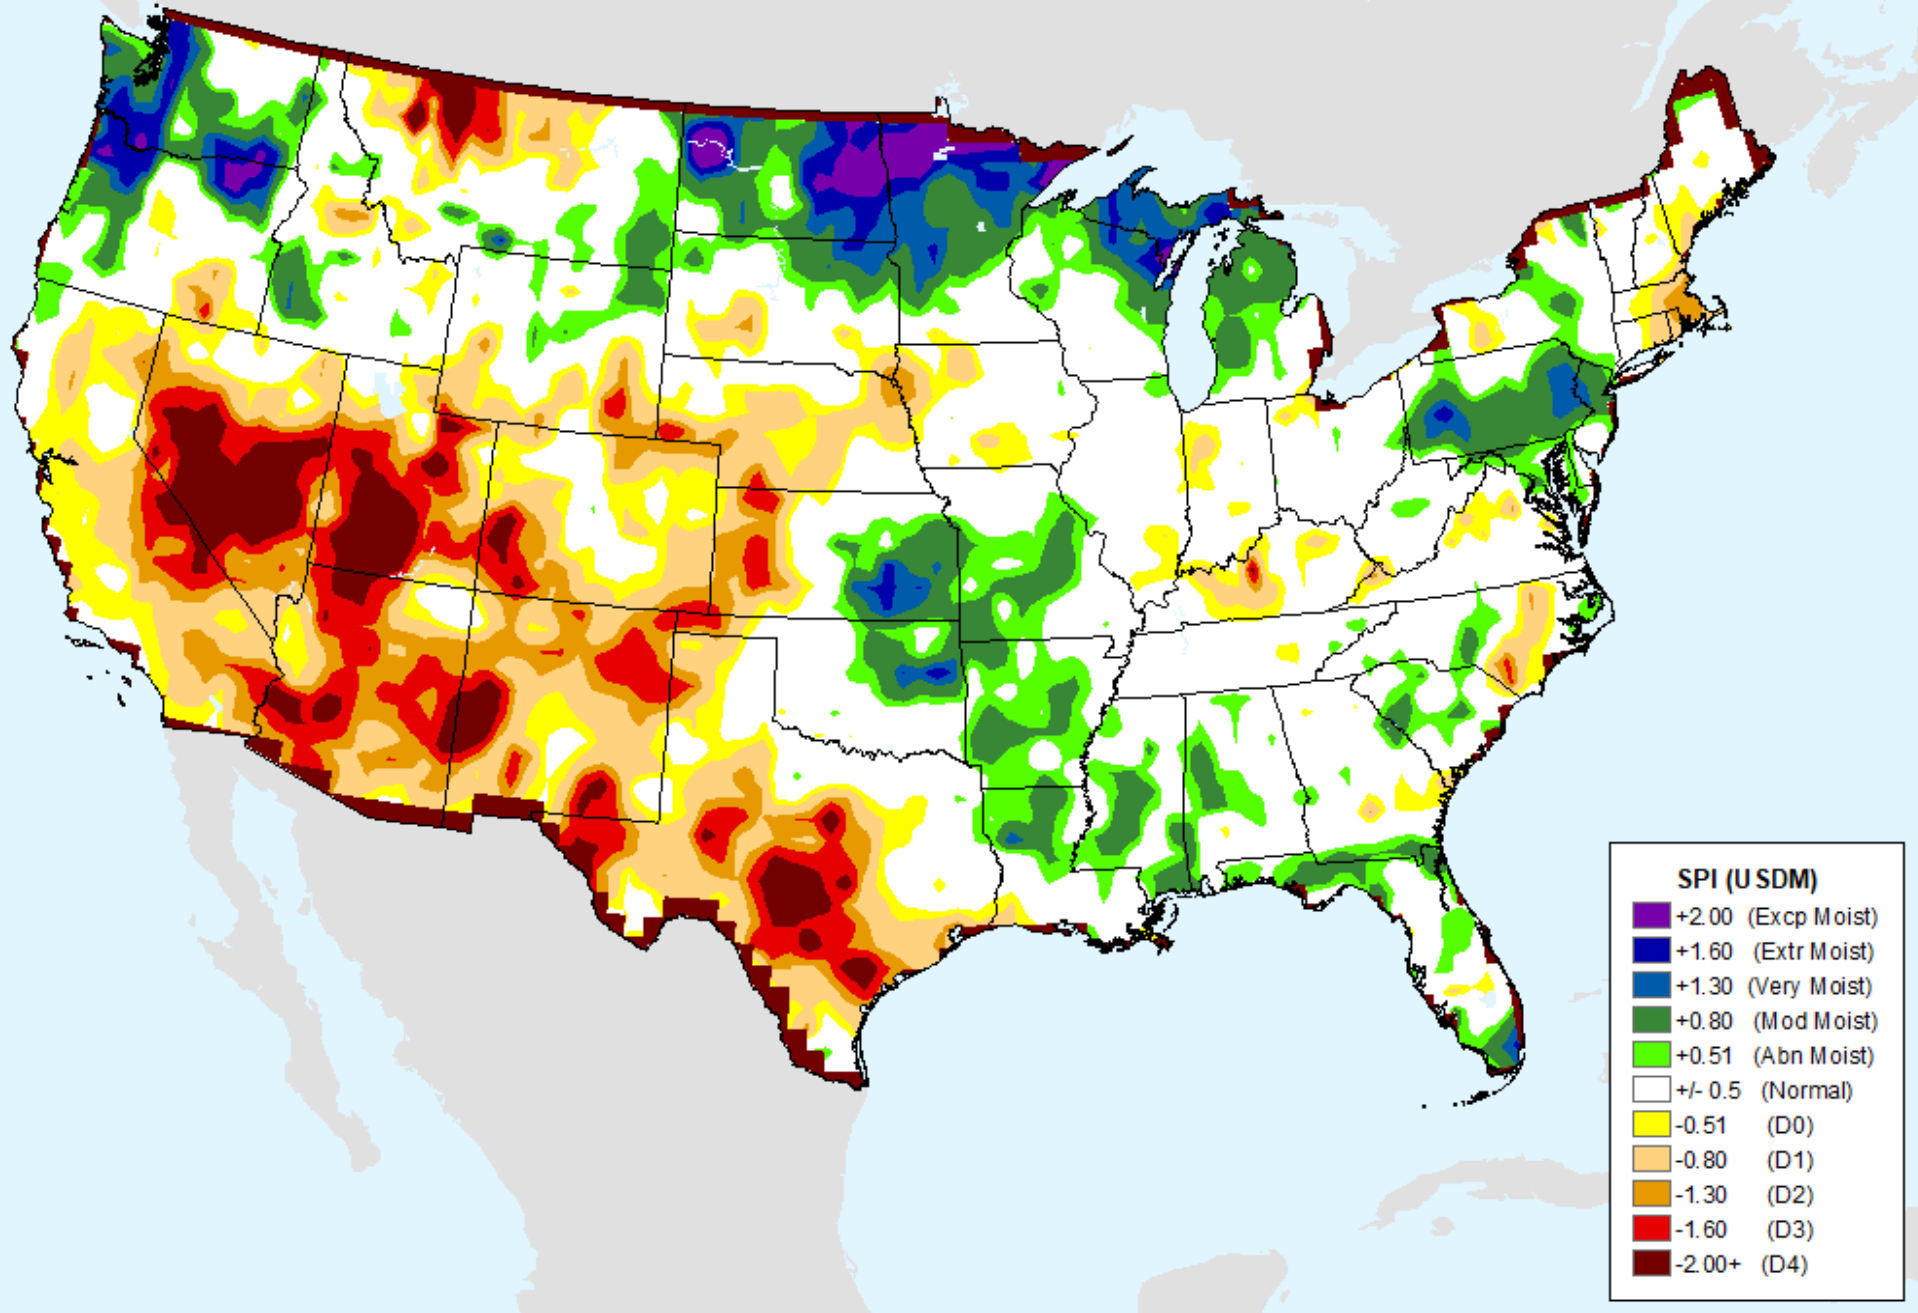 SPI (USDM)
+2.00 (Excp Moist)
+1.60 (Extr Moist)
+1.30 (Very Moist)
+0.80 (Mod Moist)
+0.51 (Abn Moist)
+/- 0.5 (Normal)
-0.51 (D0)
-0.80 (D1)
-1.30 (D2)
-1.60 (D3)
-2.00+ (D4)